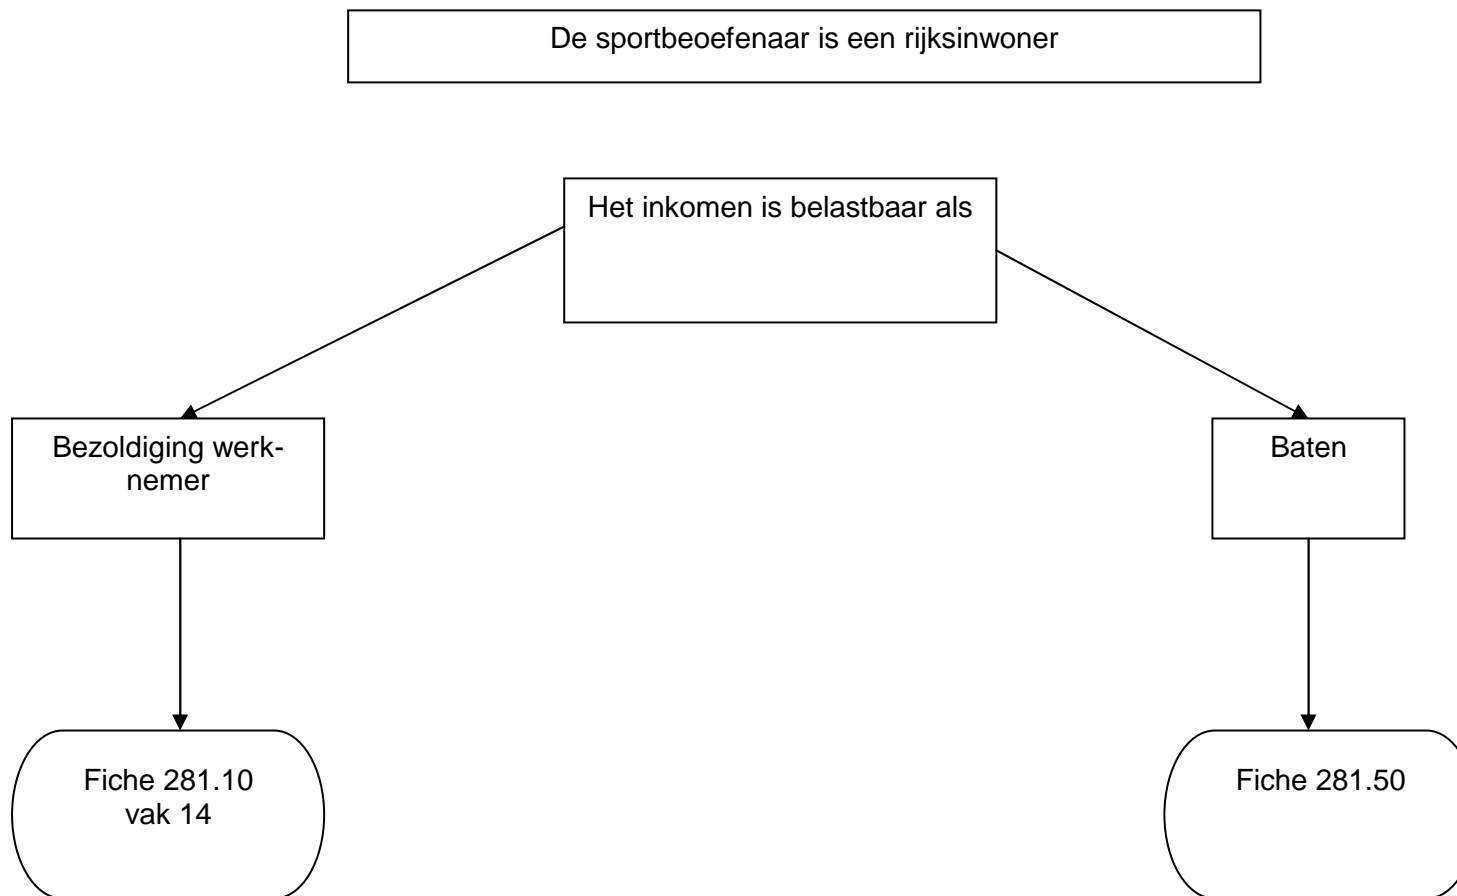 De sportbeoefenaar is een rijksinwoner
Het inkomen is belastbaar als
Bezoldiging werk-
nemer
Baten
Fiche 281.10
vak 14
Fiche 281.50